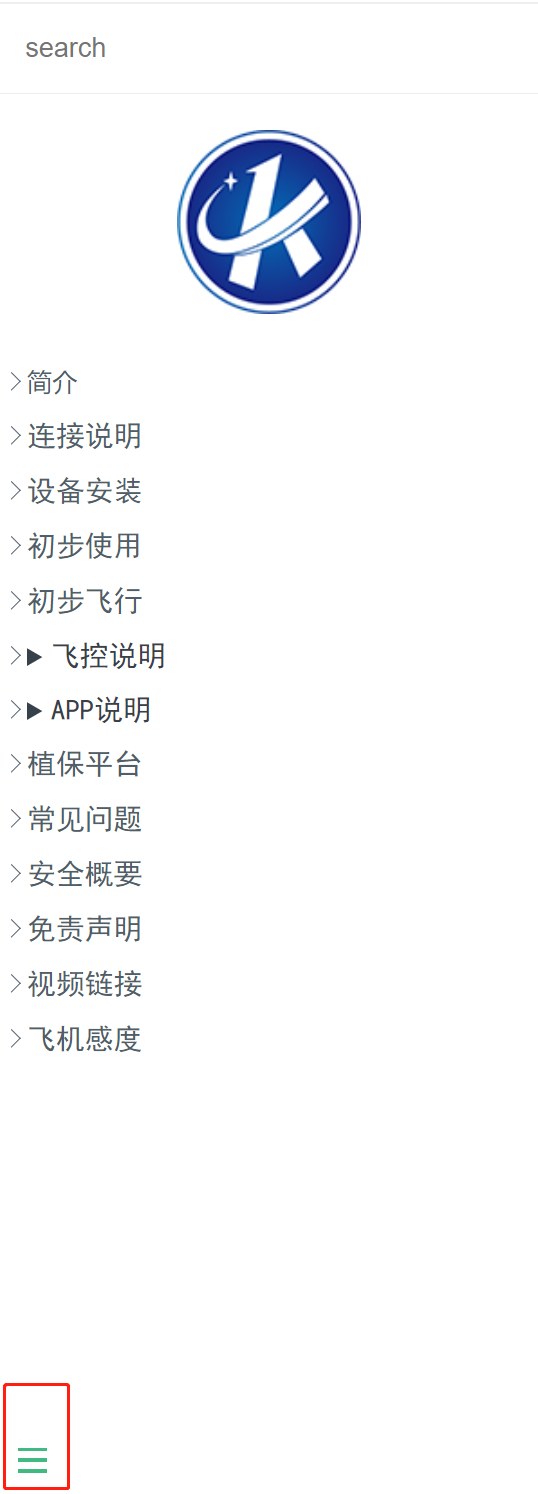 search
简介
连接说明
设备安装
初步使用
初步飞行
飞控说明
APP说明
植保平台
常见问题
安全概要
免责声明
视频链接
飞机感度